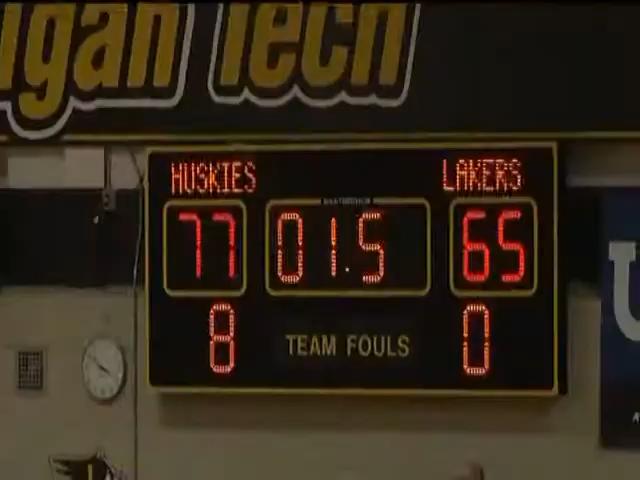 igan Tech
HUSKIES LAKERS
77 01.5 65
8 TEAM FOULS 0
U